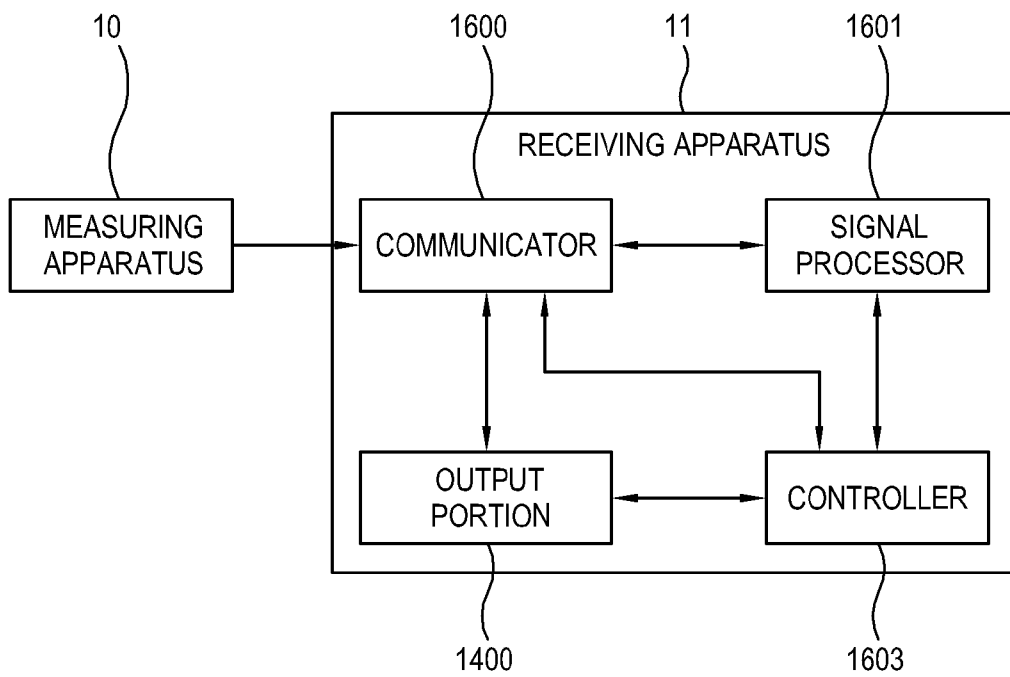 10
1600
11
1601
RECEIVING APPARATUS
MEASURING
APPARATUS
COMMUNICATOR
SIGNAL
PROCESSOR
OUTPUT
PORTION
CONTROLLER
1400
1603